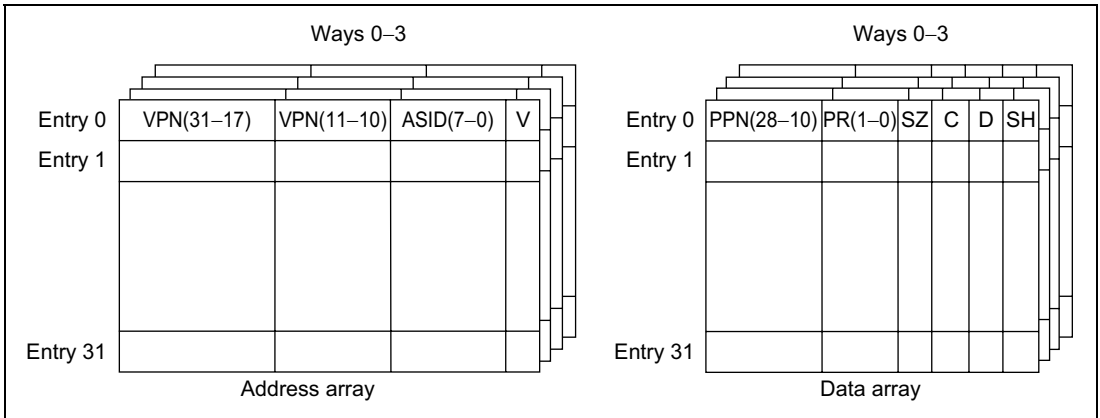 Ways 0–3
Entry 0 VPN(31–17) VPN(11–10) ASID(7–0) V
Entry 1
Entry 31
Address array
Ways 0–3
Entry 0 PPN(28–10) PR(1–0) SZ C D SH
Entry 1
Entry 31
Data array